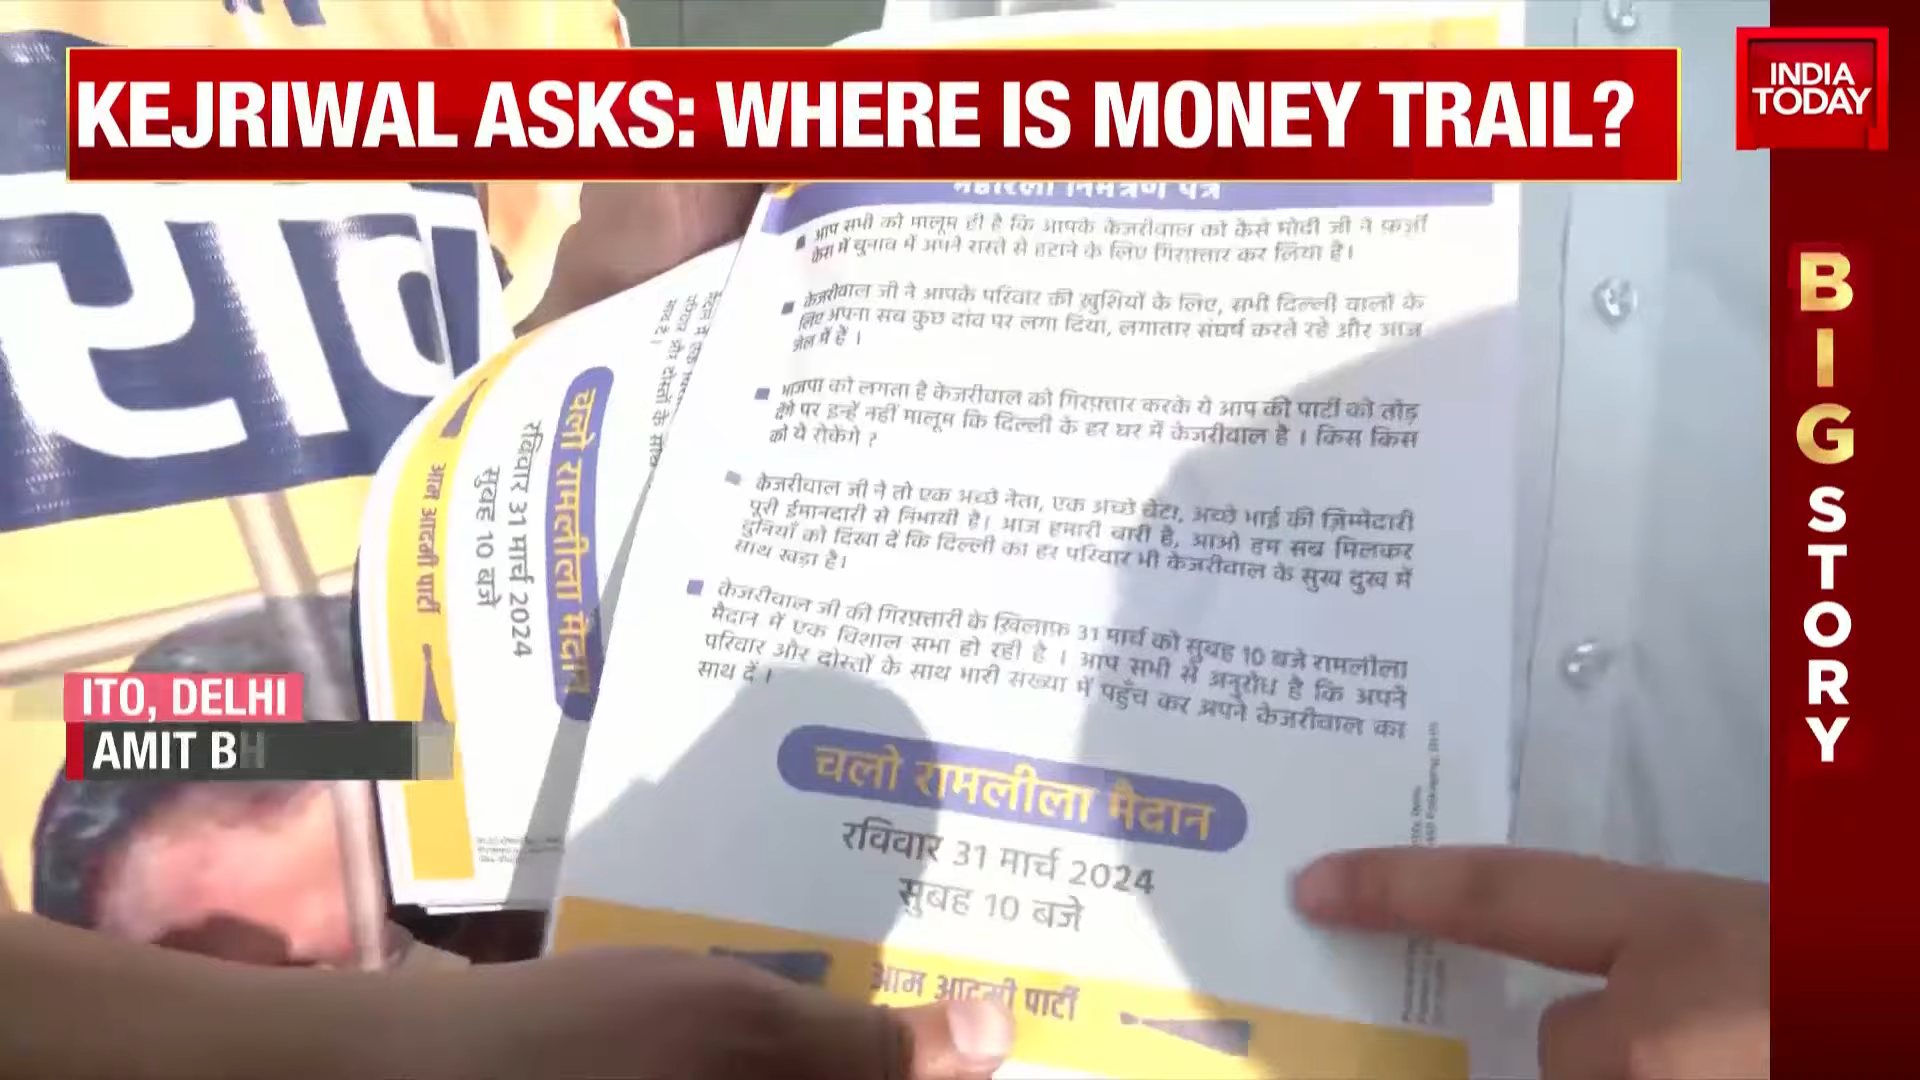 KEJRIWAL ASKS: WHERE IS MONEY TRAIL?
INDIA
TODAY
BIG STORY
महारैली निमंत्रण पत्र
आप सभी को मालूम ही है कि आपके केजरीवाल को कैसे मोदी जी ने फ़र्ज़ी
केस में चुनाव में अपने रास्ते से हटाने के लिए गिरफ़्तार कर लिया है।
केजरीवाल जी ने आपके परिवार की ख़ुशियों के लिए, सभी दिल्ली वालों के
लिए अपना सब कुछ दांव पर लगा दिया, लगातार संघर्ष करते रहे और आज
जेल में हैं ।
भाजपा को लगता है केजरीवाल को गिरफ़्तार करके ये आप की पार्टी को तोड़
देंगे पर इन्हें नहीं मालूम कि दिल्ली के हर घर में केजरीवाल है । किस किस
को ये रोकेंगे ?
केजरीवाल जी ने तो एक अच्छे नेता, एक अच्छे बेटा, अच्छे भाई की ज़िम्मेदारी
पूरी ईमानदारी से निभायी है। आज हमारी बारी है, आओ हम सब मिलकर
दुनियाँ को दिखा दें कि दिल्ली का हर परिवार भी केजरीवाल के सुख दुख में
साथ खड़ा है।
केजरीवाल जी की गिरफ़्तारी के ख़िलाफ़ 31 मार्च को सुबह 10 बजे रामलीला
मैदान में एक विशाल सभा हो रही है । आप सभी से अनुरोध है कि अपने
परिवार और दोस्तों के साथ भारी संख्या में पहुँच कर अपने केजरीवाल का
साथ दें ।
चलो रामलीला मैदान
रविवार 31 मार्च 2024
सुबह 10 बजे
आम आदमी पार्टी
चलो रामलीला मैदान
रविवार 31 मार्च 2024
सुबह 10 बजे
आम आदमी पार्टी
ITO, DELHI
AMIT BH